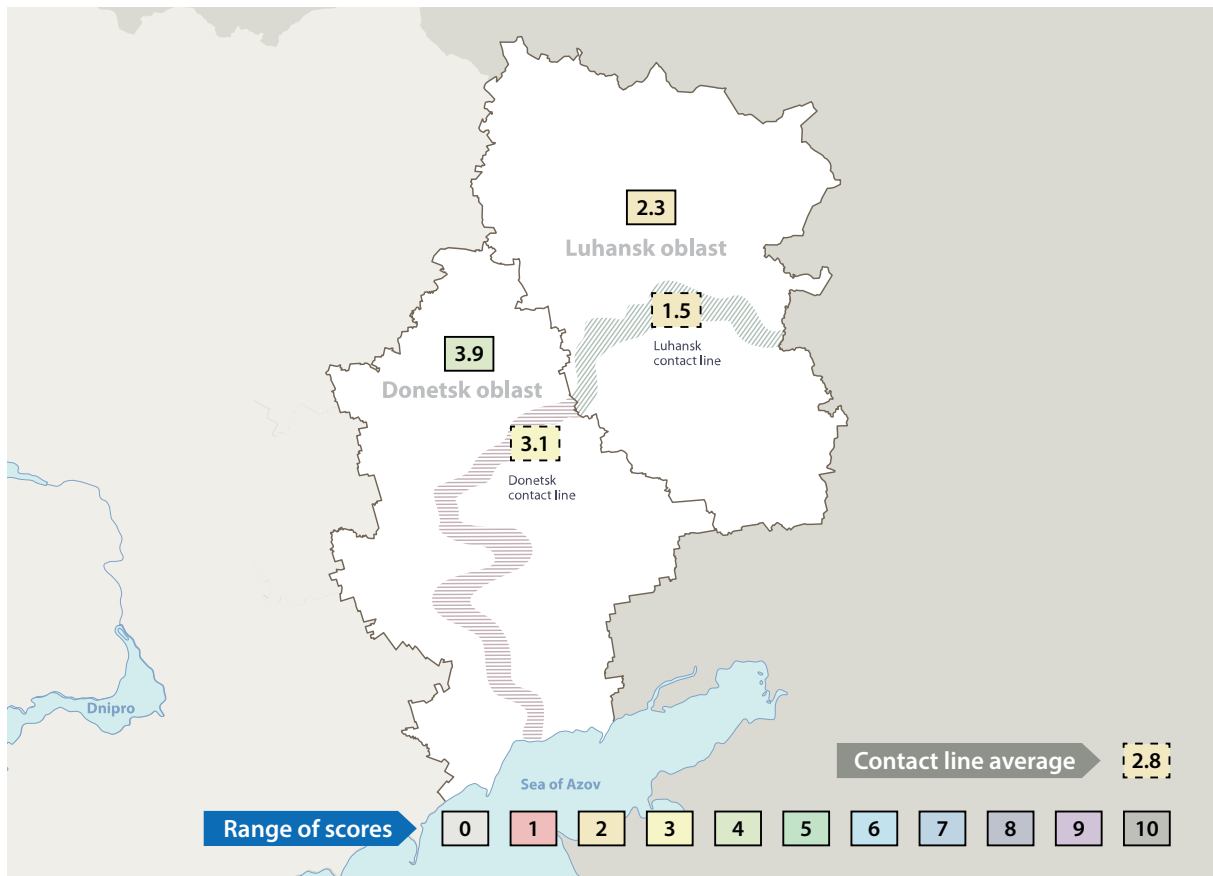 2.3
Luhansk oblast
1.5
Luhansk
contact line
3.9
Donetsk oblast
3.1
Donetsk
contact line
Dnipro
Sea of Azov
Contact line average 2.8
Range of scores 0 1 2 3 4 5 6 7 8 9 10